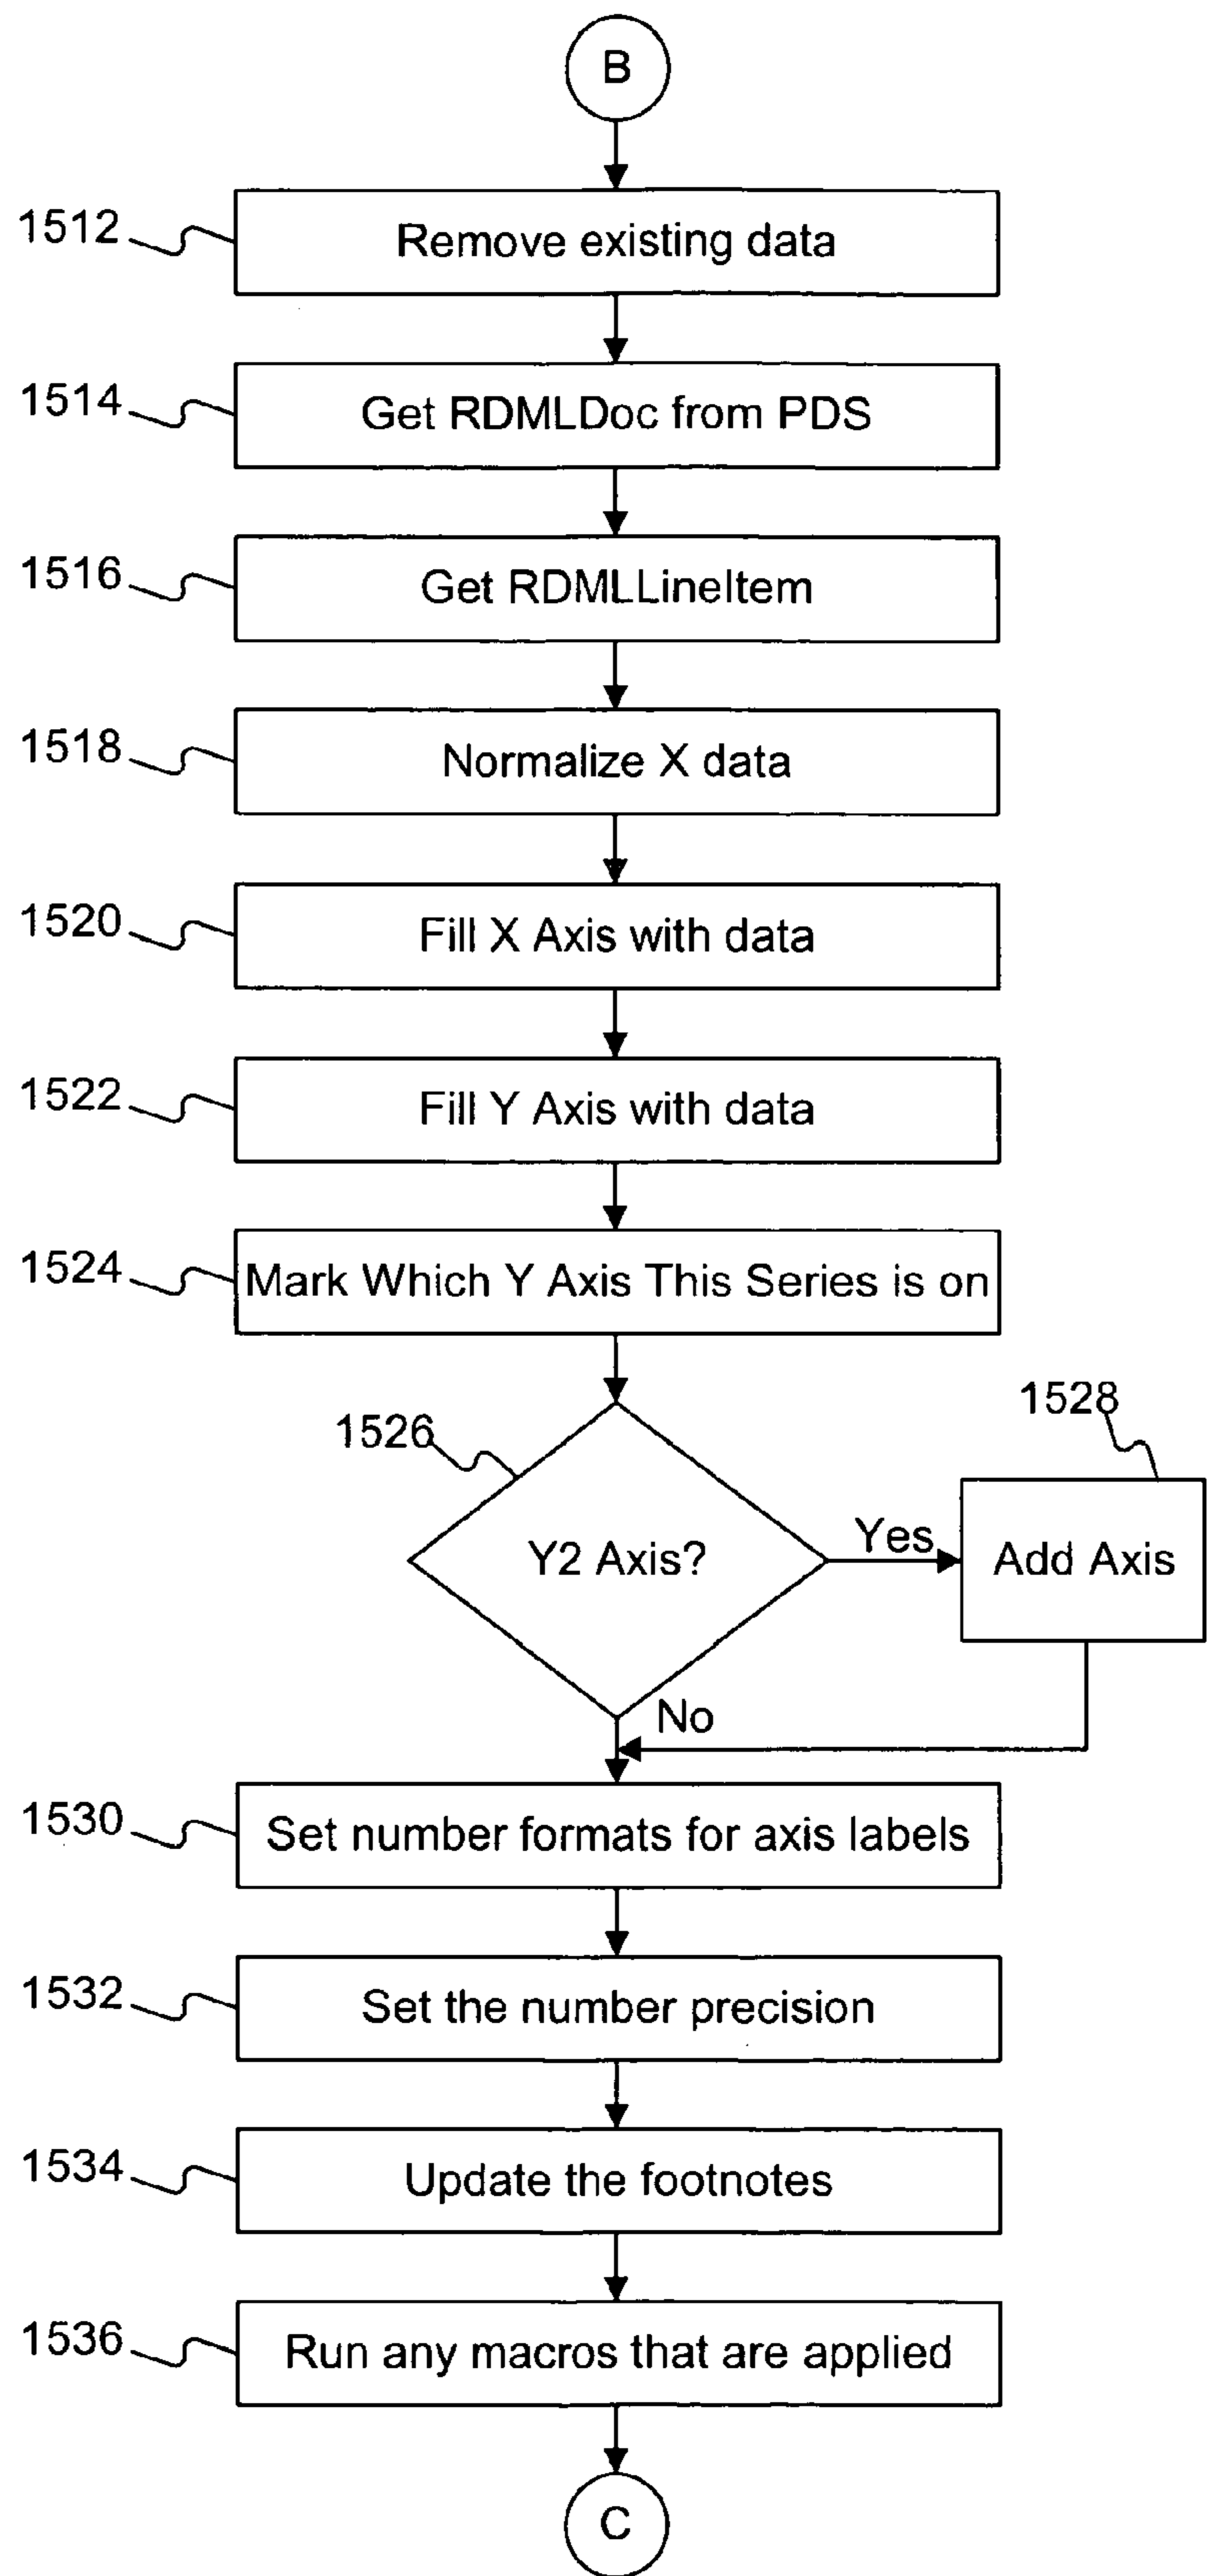 B
1512
Remove existing data
1514
Get RDMLDoc from PDS
1516
Get RDMLLineItem
1518
Normalize X data
1520
Fill X Axis with data
1522
Fill Y Axis with data
1524
Mark Which Y Axis This Series is on
1526
1528
Y2 Axis?
Yes
Add Axis
No
1530
Set number formats for axis labels
1532
Set the number precision
1534
Update the footnotes
1536
Run any macros that are applied
C